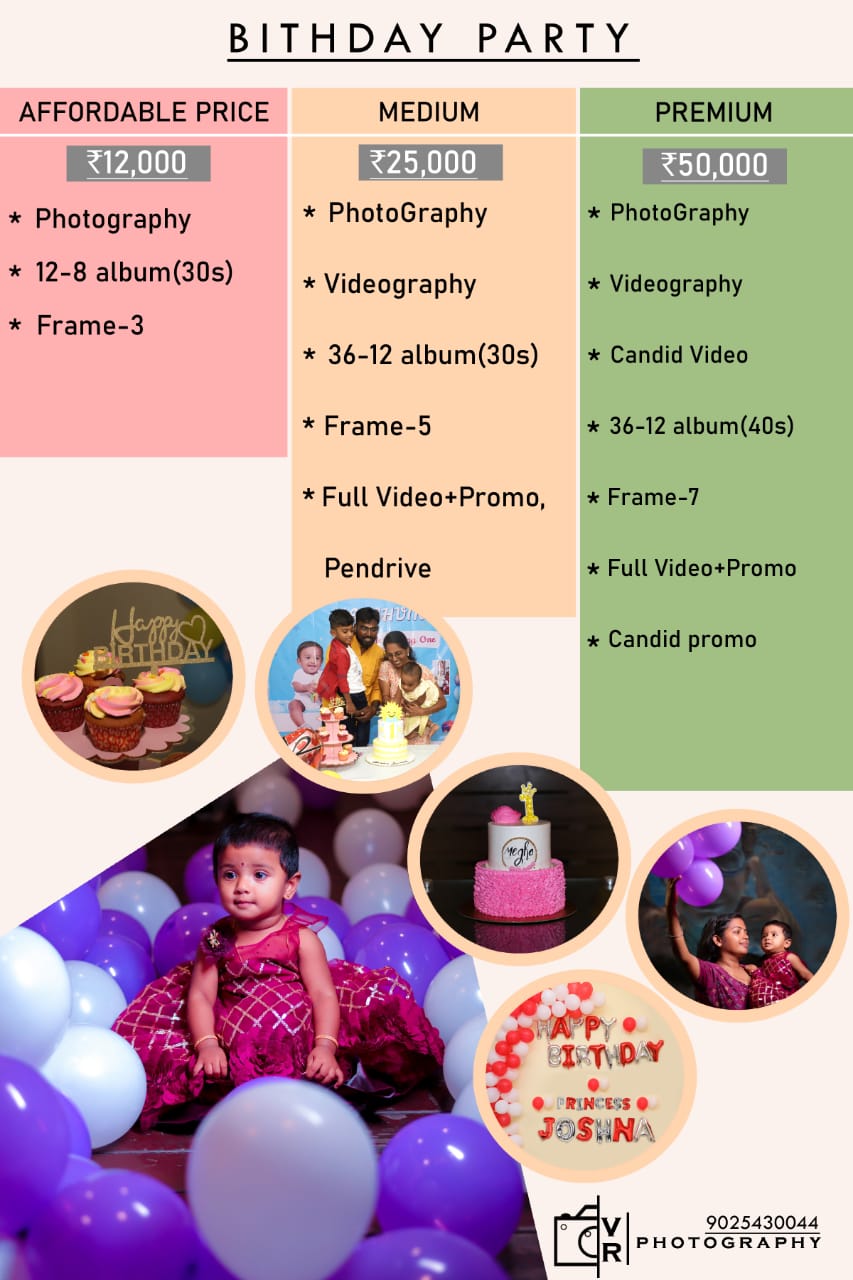 BITHDAY PARTY
AFFORDABLE PRICE
₹12,000
* Photography
* 12-8 album(30s)
* Frame-3
MEDIUM
₹25,000
* PhotoGraphy
* Videography
* 36-12 album(30s)
* Frame-5
* Full Video+Promo,
Pendrive
PREMIUM
₹50,000
* PhotoGraphy
* Videography
* Candid Video
* 36-12 album(40s)
* Frame-7
* Full Video+Promo
* Candid promo
Happy
BIRTHDAY
One
megha
HAPPY
BIRTHDAY
PRINCESS
JOSHNA
VR
9025430044
PHOTOGRAPHY